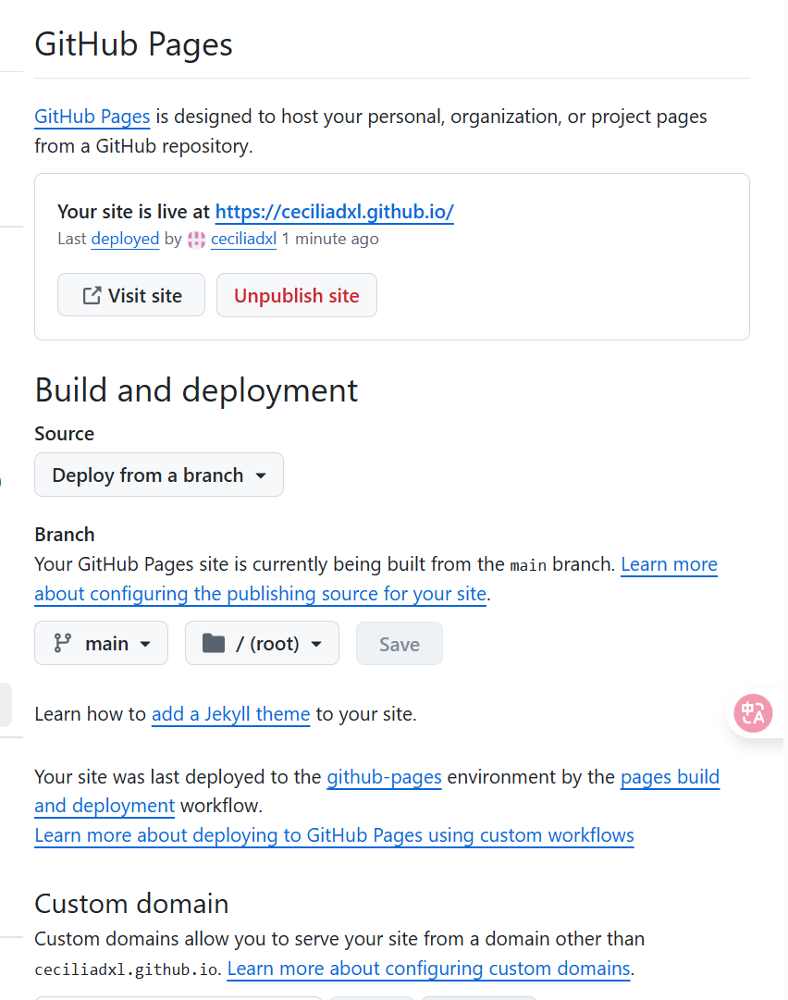 GitHub Pages
GitHub Pages is designed to host your personal, organization, or project pages
from a GitHub repository.
Your site is live at https://ceciliadxl.github.io/
Last deployed by ceciliadxl 1 minute ago
Visit site
Unpublish site
Build and deployment
Source
Deploy from a branch
Branch
Your GitHub Pages site is currently being built from the main branch. Learn more
about configuring the publishing source for your site.
main
/ (root)
Save
Learn how to add a Jekyll theme to your site.
中A
Your site was last deployed to the github-pages environment by the pages build
and deployment workflow.
Learn more about deploying to GitHub Pages using custom workflows
Custom domain
Custom domains allow you to serve your site from a domain other than
ceciliadxl.github.io. Learn more about configuring custom domains.